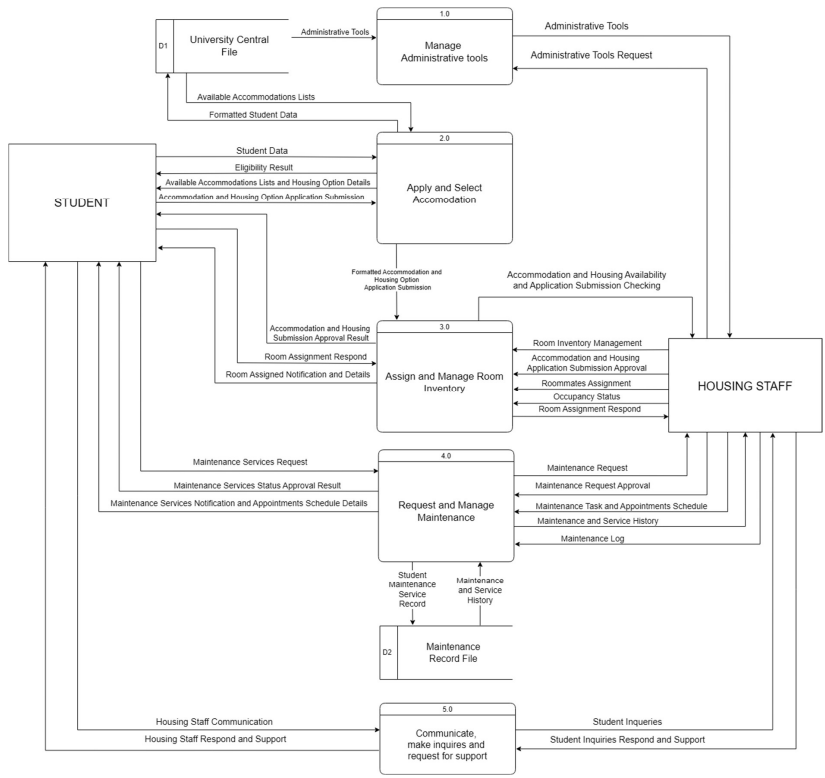 1.0
Administrative Tools
Administrative Tools
D1
University Central
File
Manage
Administrative tools
Administrative Tools Request
Available Accommodations Lists
Formatted Student Data
2.0
Student Data
Eligibility Result
Available Accommodations Lists and Housing Option Details
Accommodation and Housing Option Application Submission
STUDENT
Apply and Select
Accomodation
Formatted Accommodation and
Housing Option
Application Submission
Accommodation and Housing Availability
and Application Submission Checking
3.0
Accommodation and Housing
Submission Approval Result
Room Assignment Respond
Room Assigned Notification and Details
Assign and Manage Room
Inventory
Room Inventory Management
Accommodation and Housing
Application Submission Approval
Roommates Assignment
Occupancy Status
Room Assignment Respond
HOUSING STAFF
4.0
Maintenance Services Request
Maintenance Services Status Approval Result
Maintenance Services Notification and Appointments Schedule Details
Request and Manage
Maintenance
Maintenance Request
Maintenance Request Approval
Maintenance Task and Appointments Schedule
Maintenance and Service History
Maintenance Log
Student
Maintenance
Service
Record
Maintenance
and Service
History
D2
Maintenance
Record File
5.0
Housing Staff Communication
Housing Staff Respond and Support
Communicate,
make inquires and
request for support
Student Inqueries
Student Inquiries Respond and Support